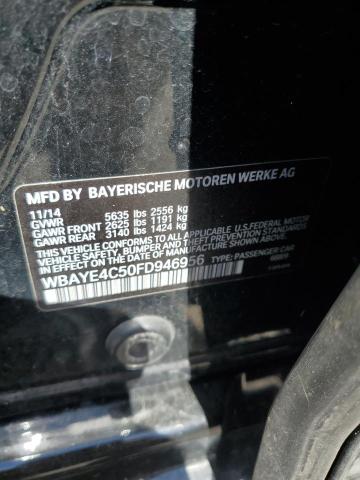 MFD BY BAYERISCHE MOTOREN WERKE AG
11/14
GVWR 5635 lbs 2556 kg
GAWR FRONT 2625 lbs 1191 kg
GAWR REAR 3140 lbs 1424 kg
THIS VEHICLE CONFORMS TO ALL APPLICABLE U.S.FEDERAL MOTOR
VEHICLE SAFETY, BUMPER, AND THEFT PREVENTION STANDARDS
IN EFFECT ON THE DATE OF MANUFACTURE SHOWN ABOVE.
WBAYE4C50FD946956 TYPE: PASSENGER CAR